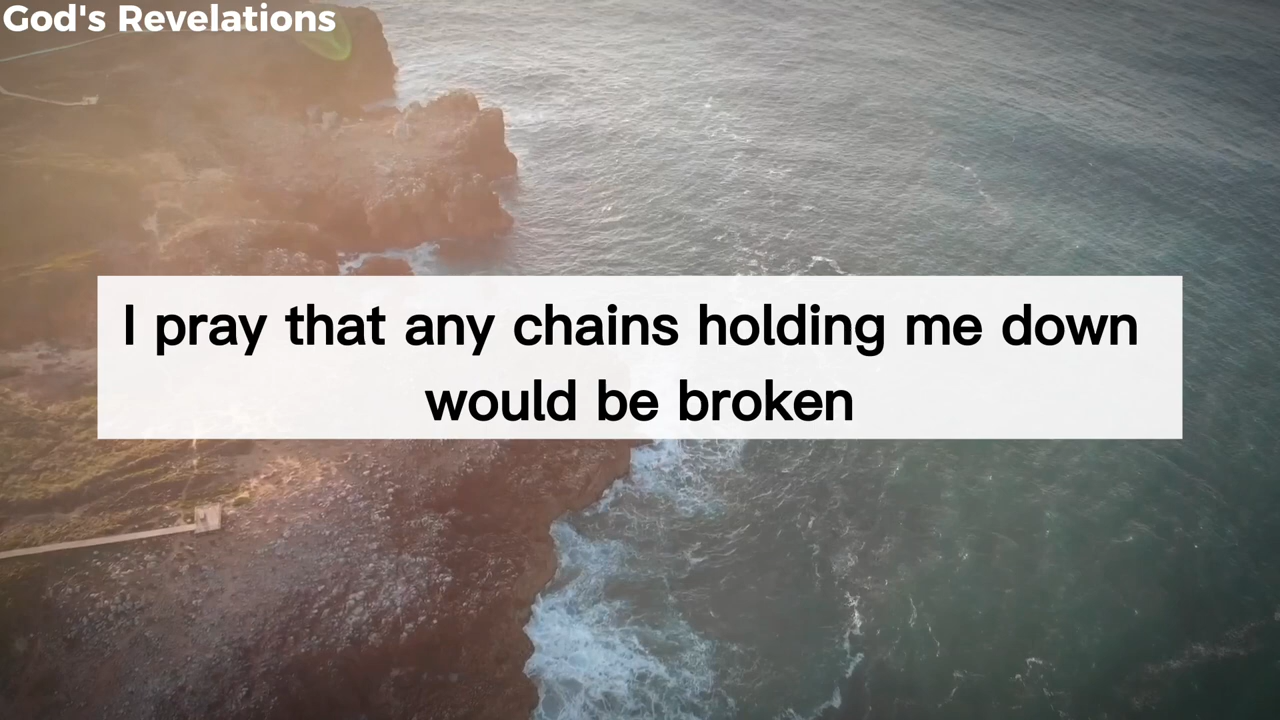 God's Revelations
I pray that any chains holding me down
would be broken